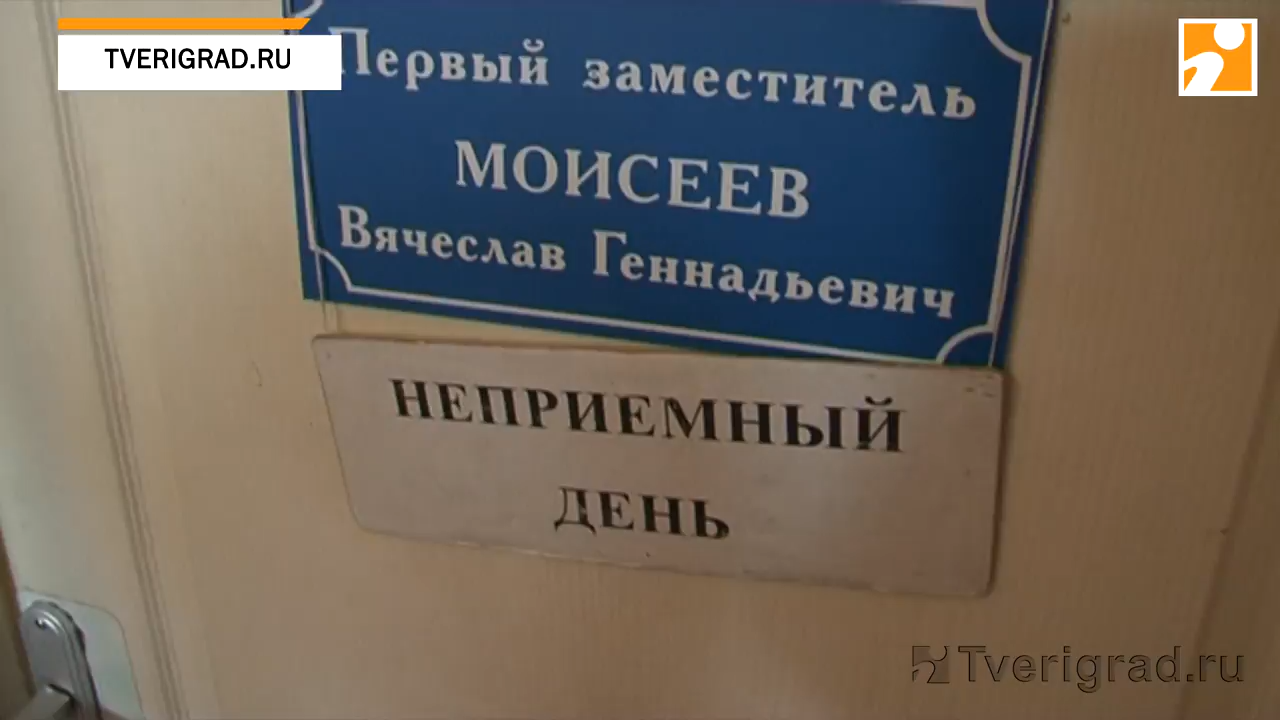 TVERIGRAD.RU
Первый заместитель
МОИСЕЕВ
Вячеслав Геннадьевич
НЕПРИЕМНЫЙ
ДЕНЬ
Tverigrad.ru